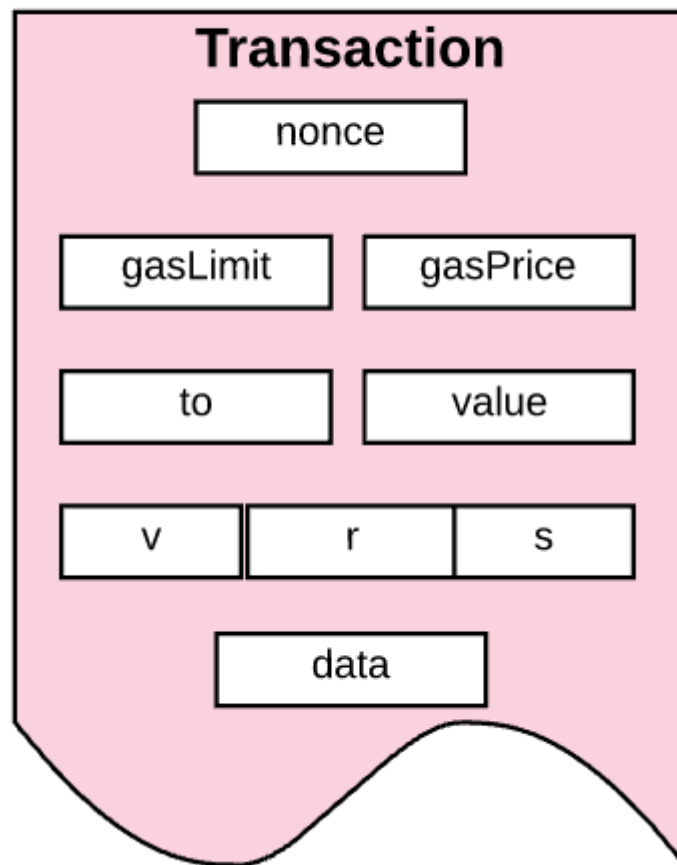 Transaction
nonce
gasLimit gasPrice
to value
v r s
data